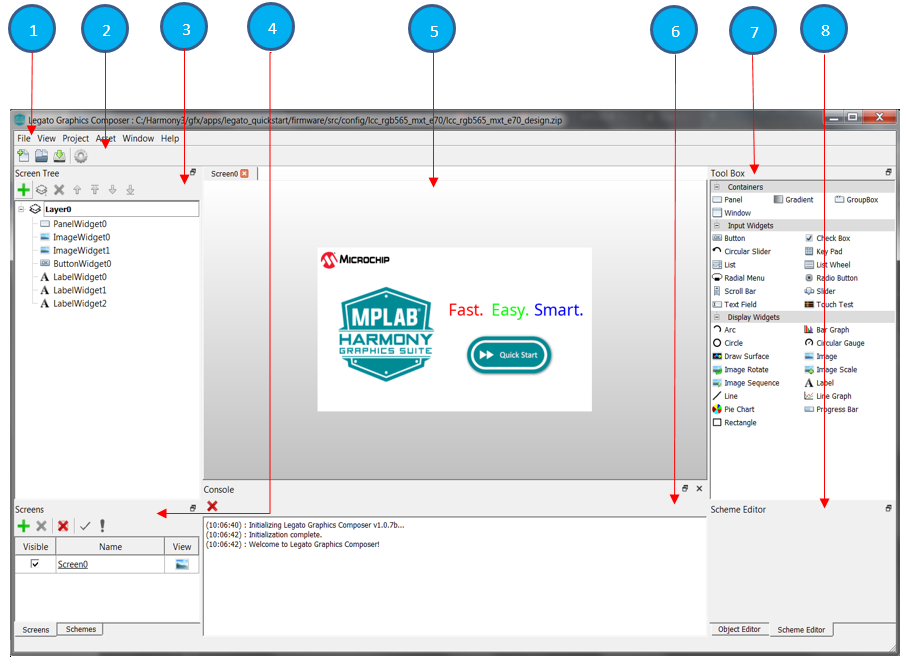 1 2 3 4 5 6 7 8
Legato Graphics Composer : C:/Harmony3/gfx/apps/legato_quickstart/firmware/src/config/lcc_rgb565_mxt_e70/lcc_rgb565_mxt_e70_design.zip
File View Project Asset Window Help
Screen Tree
Layer0
PanelWidget0
ImageWidget0
ImageWidget1
ButtonWidget0
LabelWidget0
LabelWidget1
LabelWidget2
Screen0
MICROCHIP
MPLAB®
HARMONY
GRAPHICS SUITE
Fast. Easy. Smart.
Quick Start
Tool Box
Containers
Panel Gradient GroupBox
Window
Input Widgets
Button Check Box
Circular Slider Key Pad
List List Wheel
Radial Menu Radio Button
Scroll Bar Slider
Text Field Touch Test
Display Widgets
Arc Bar Graph
Circle Circular Gauge
Draw Surface Image
Image Rotate Image Scale
Image Sequence Label
Line Line Graph
Pie Chart Progress Bar
Rectangle
Screens
Visible Name View
Screen0
Screens Schemes
Console
(10:06:40) : Initializing Legato Graphics Composer v1.0.7b...
(10:06:42) : Initialization complete.
(10:06:42) : Welcome to Legato Graphics Composer!
Scheme Editor
Object Editor Scheme Editor